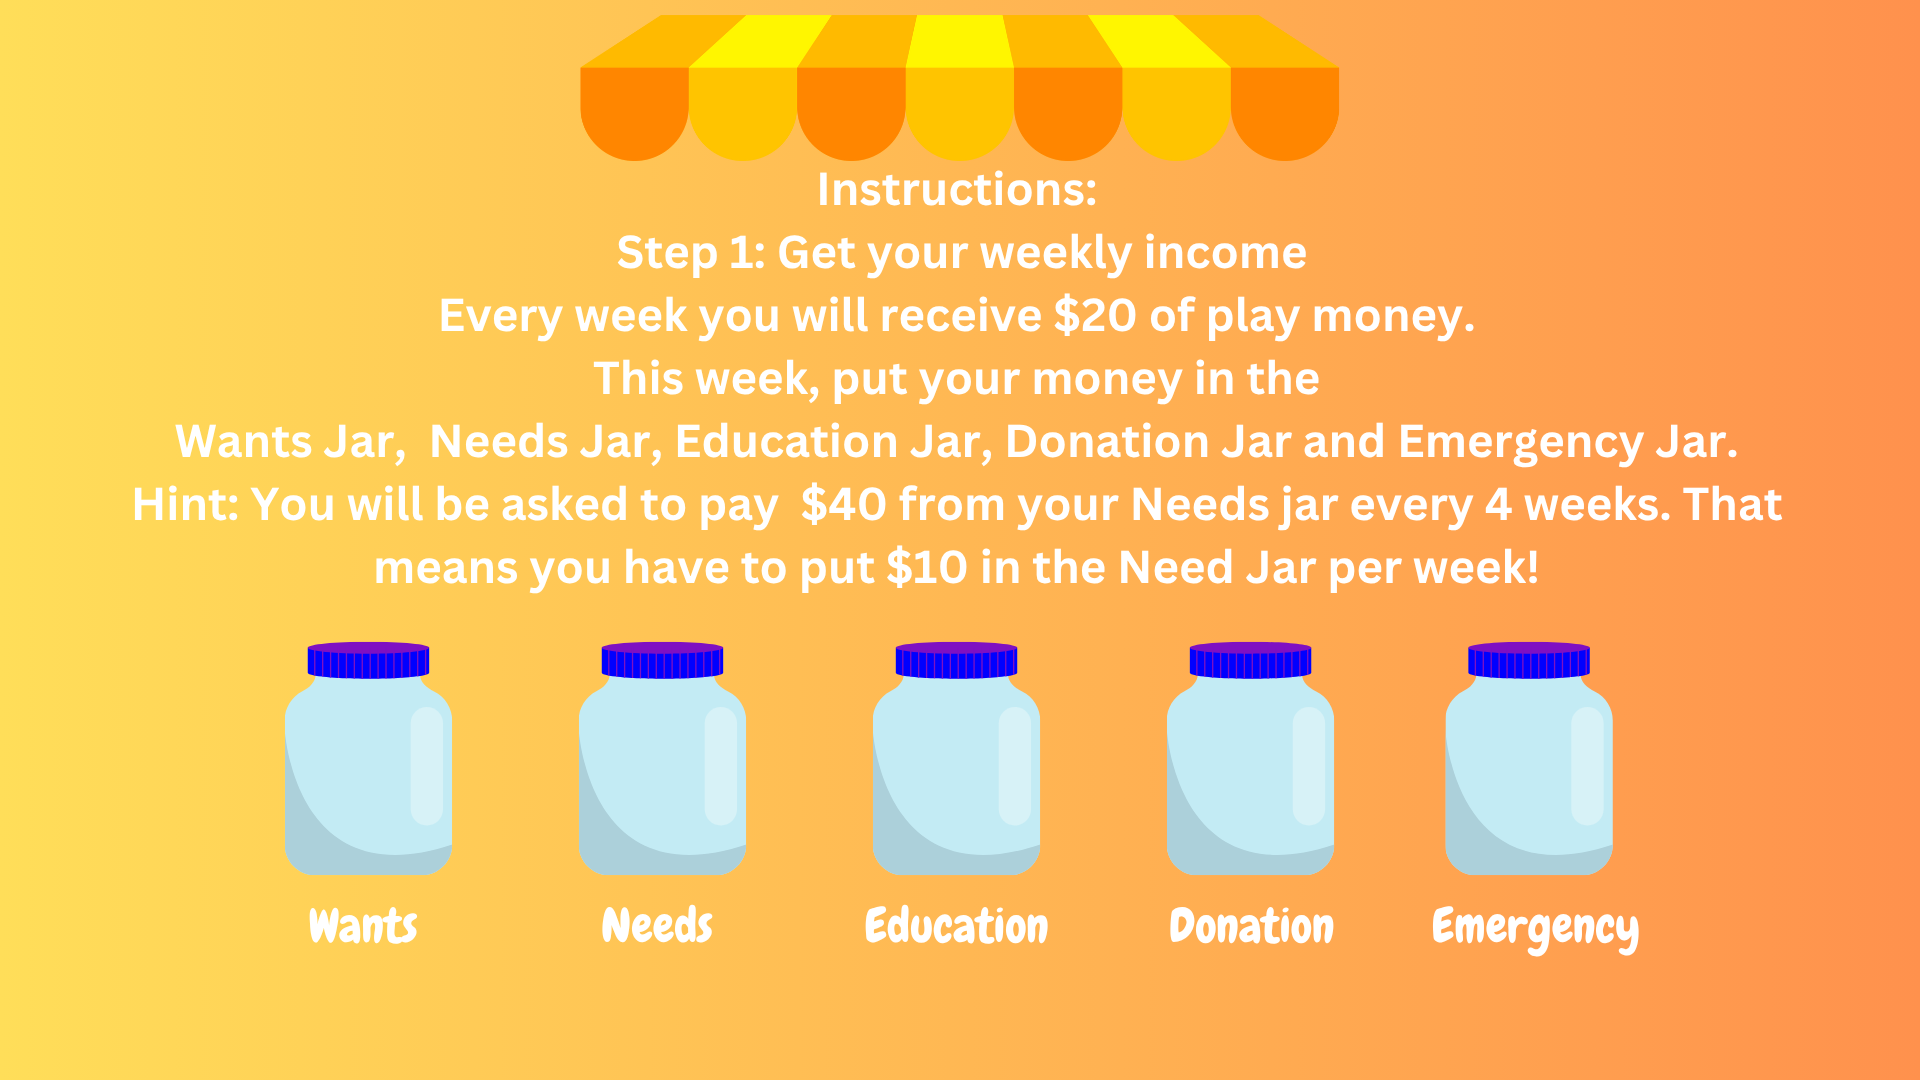 Instructions:
Step 1: Get your weekly income
Every week you will receive $20 of play money.
This week, put your money in the
Wants Jar,  Needs Jar, Education Jar, Donation Jar and Emergency Jar.
Hint: You will be asked to pay  $40 from your Needs jar every 4 weeks. That
means you have to put $10 in the Need Jar per week!
Wants
Needs
Education
Donation
Emergency